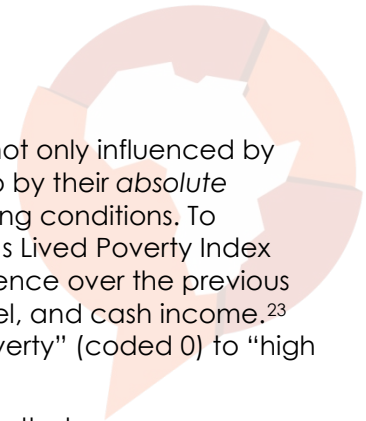 not only influenced by
by their absolute
ing conditions. To
s Lived Poverty Index
ence over the previous
el, and cash income.23
verty” (coded 0) to “high